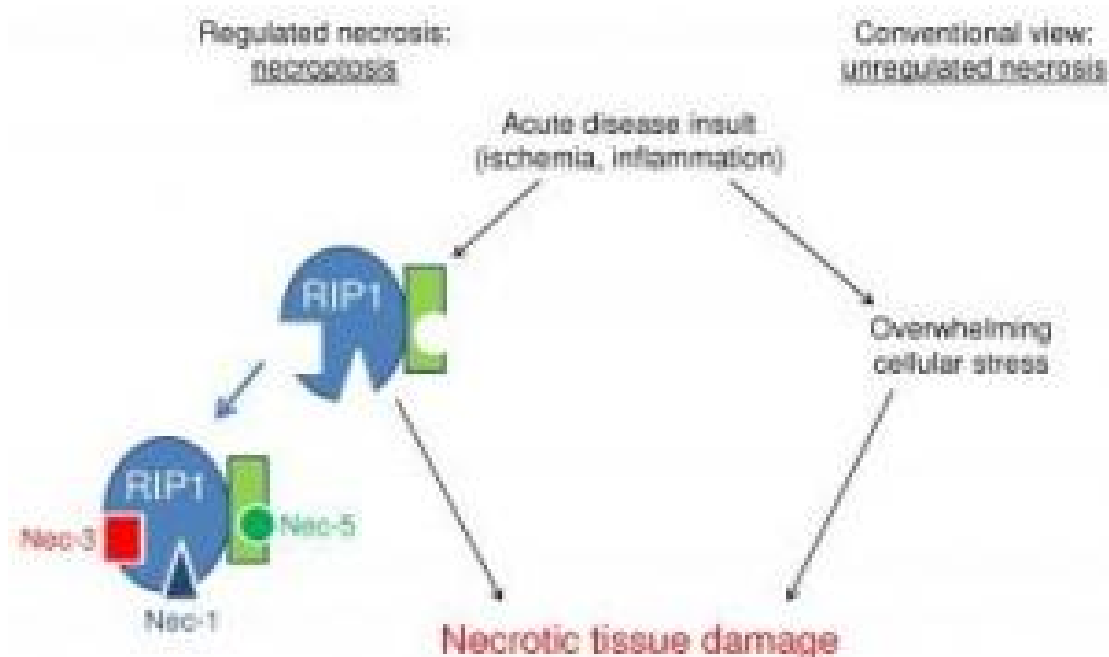 Regulated necrosis:
necroptosis
Conventional view:
unregulated necrosis
Acute disease insult
(ischemia, inflammation)
RIP1
Overwhelming
cellular stress
RIP1
Nec-3
Nec-5
Nec-1
Necrotic tissue damage